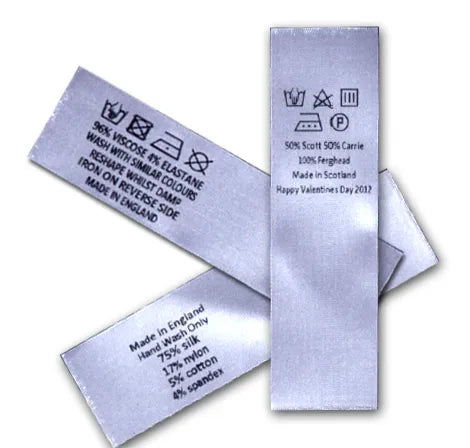 96% VISCOSE 4% ELASTANE
WASH WITH SIMILAR COLOURS
RESHAPE WHILST DAMP
IRON ON REVERSE SIDE
MADE IN ENGLAND
P
50% Scott 50% Carrie
100% Ferghead
Made in Scotland
Happy Valentines Day 2012
Made in England
Hand Wash Only
75% silk
17% nylon
5% cotton
4% spandex